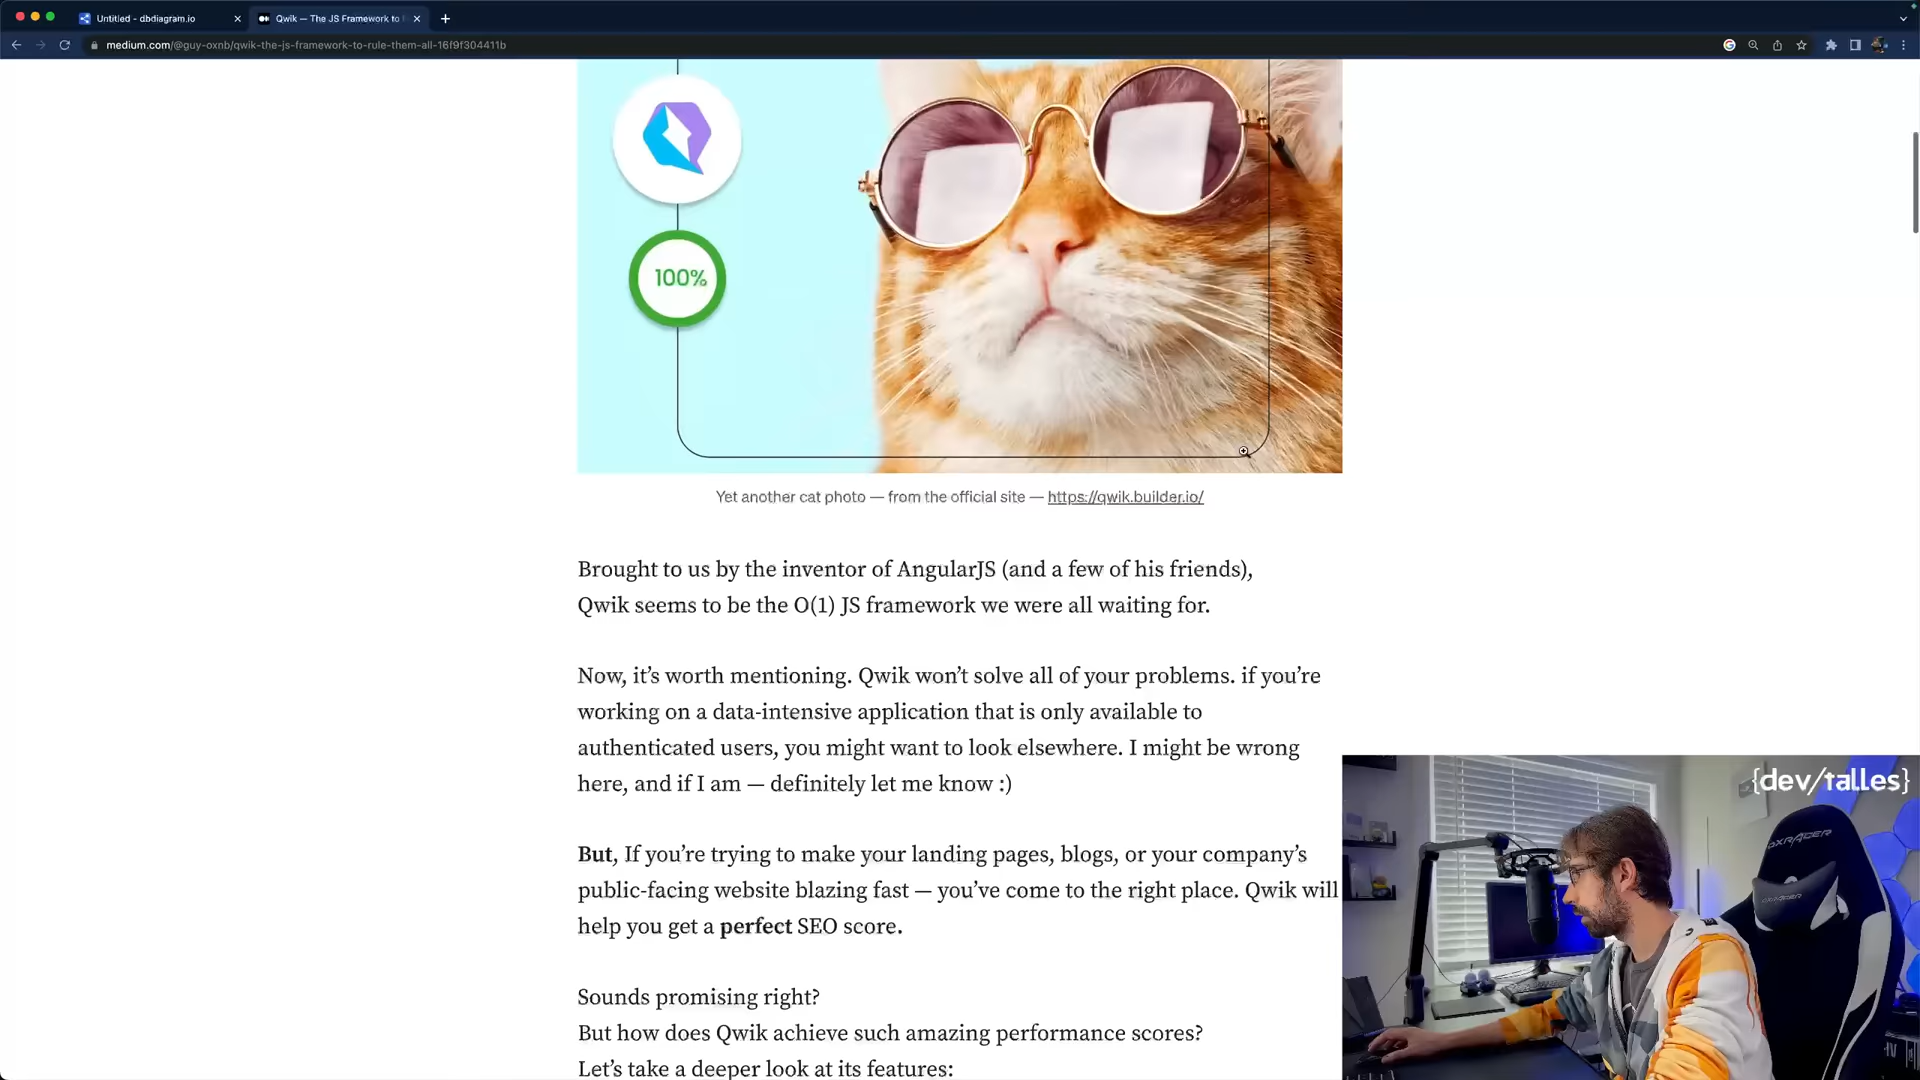 Untitled - dbdiagram.io
Qwik — The JS Framework to
medium.com/@guy-oxnb/qwik-the-js-framework-to-rule-them-all-16f9f304411b
100%
Yet another cat photo — from the official site — https://qwik.builder.io/
Brought to us by the inventor of AngularJS (and a few of his friends),
Qwik seems to be the O(1) JS framework we were all waiting for.
Now, it’s worth mentioning. Qwik won’t solve all of your problems. if you’re
working on a data-intensive application that is only available to
authenticated users, you might want to look elsewhere. I might be wrong
here, and if I am — definitely let me know :)
But, If you’re trying to make your landing pages, blogs, or your company’s
public-facing website blazing fast — you’ve come to the right place. Qwik will
help you get a perfect SEO score.
Sounds promising right?
But how does Qwik achieve such amazing performance scores?
Let’s take a deeper look at its features:
{dev/talles}
DXRACER